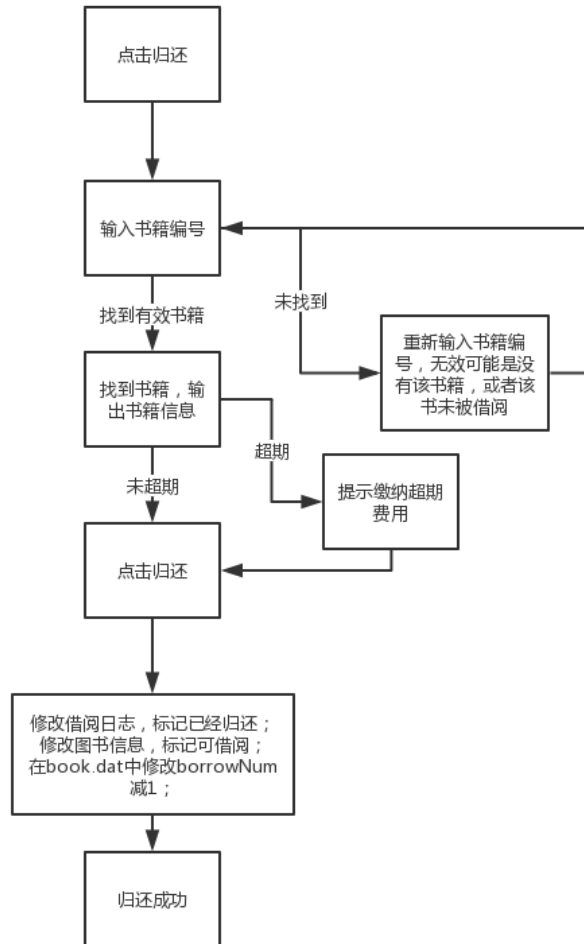 点击归还
输入书籍编号
未找到
找到有效书籍
重新输入书籍编
号，无效可能是没
有该书籍，或者该
书未被借阅
找到书籍，输
出书籍信息
超期
未超期
提示缴纳超期
费用
点击归还
修改借阅日志，标记已经归还；
修改图书信息，标记可借阅；
在book.dat中修改borrowNum
减1；
归还成功